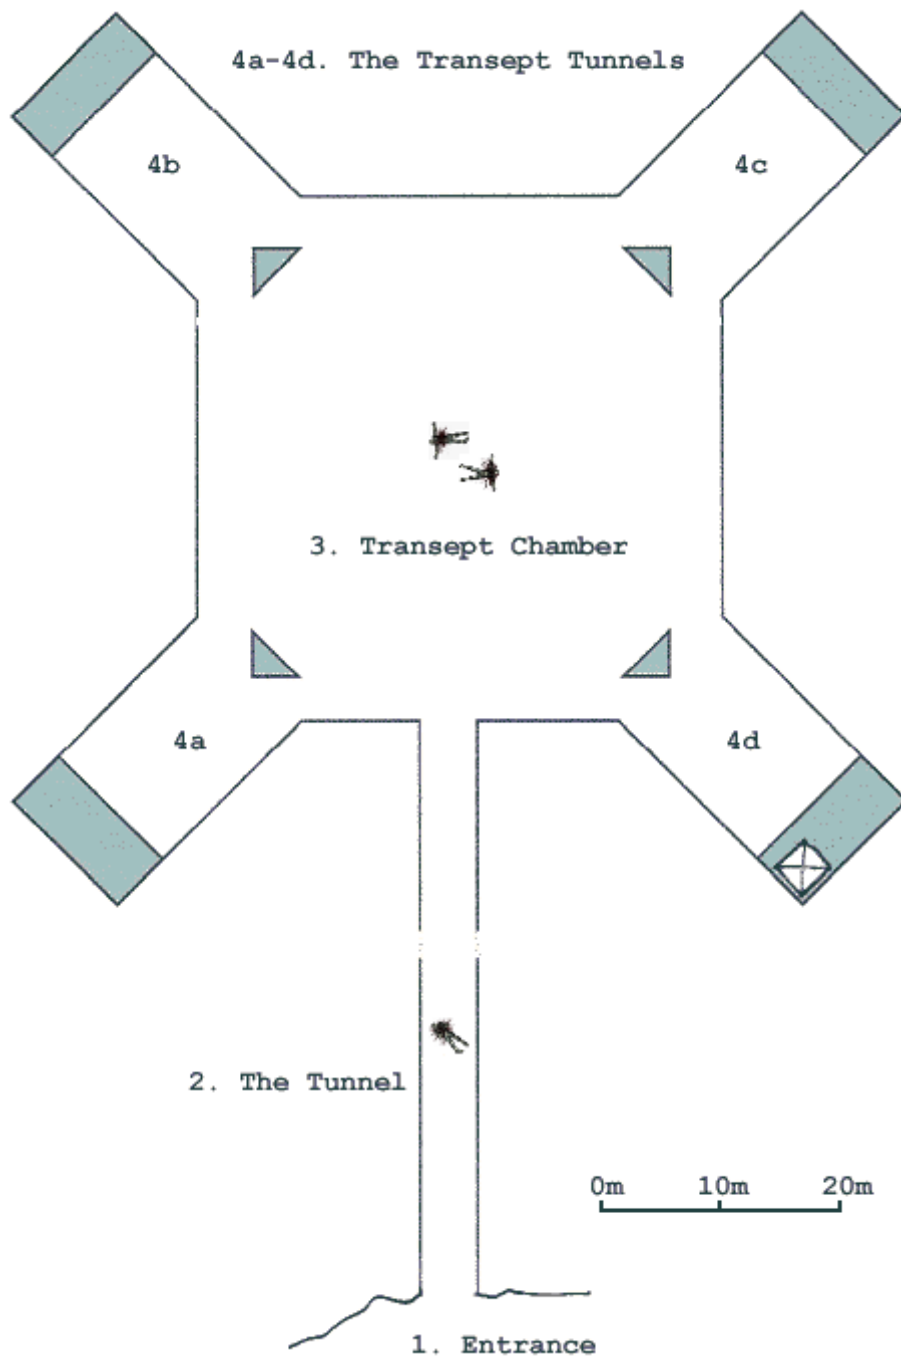 4a-4d. The Transept Tunnels
4b
4c
3. Transept Chamber
4a
4d
2. The Tunnel
0m 10m 20m
1. Entrance